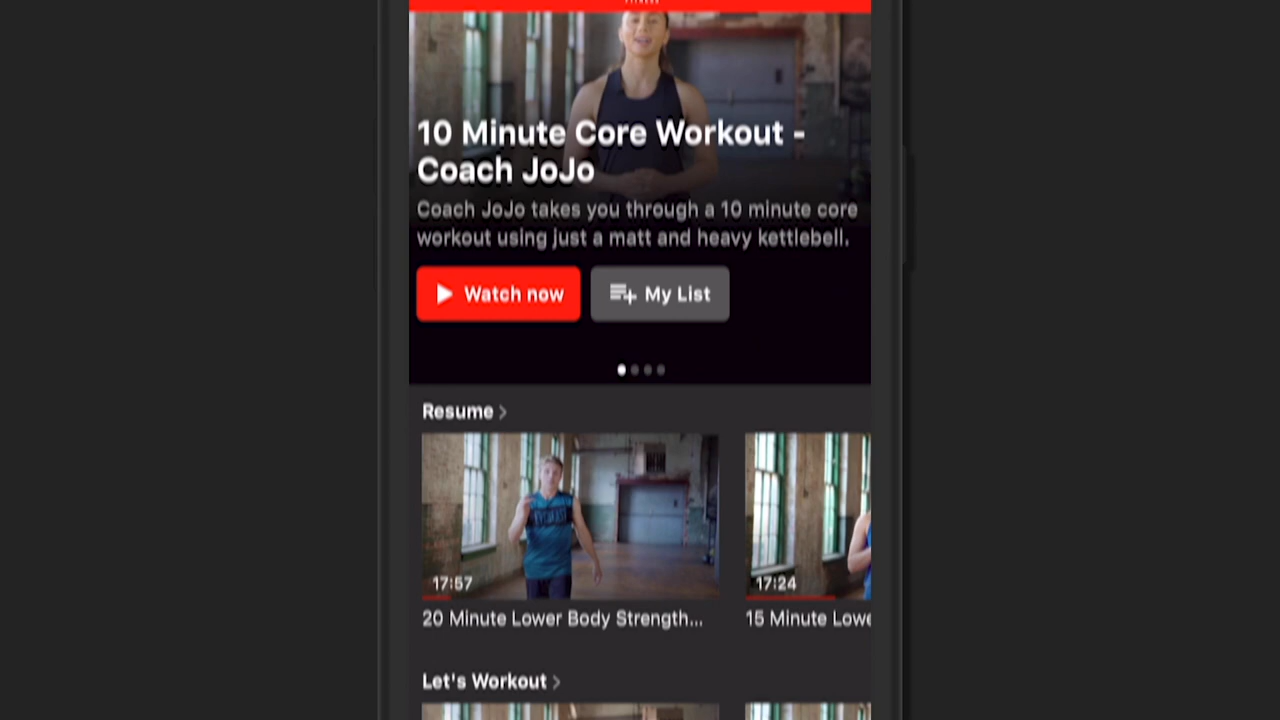 10 Minute Core Workout -
Coach JoJo
Coach JoJo takes you through a 10 minute core
workout using just a matt and heavy kettlebell.
Watch now
My List
Resume
17:57
17:24
20 Minute Lower Body Strength...
15 Minute Lowe
Let's Workout